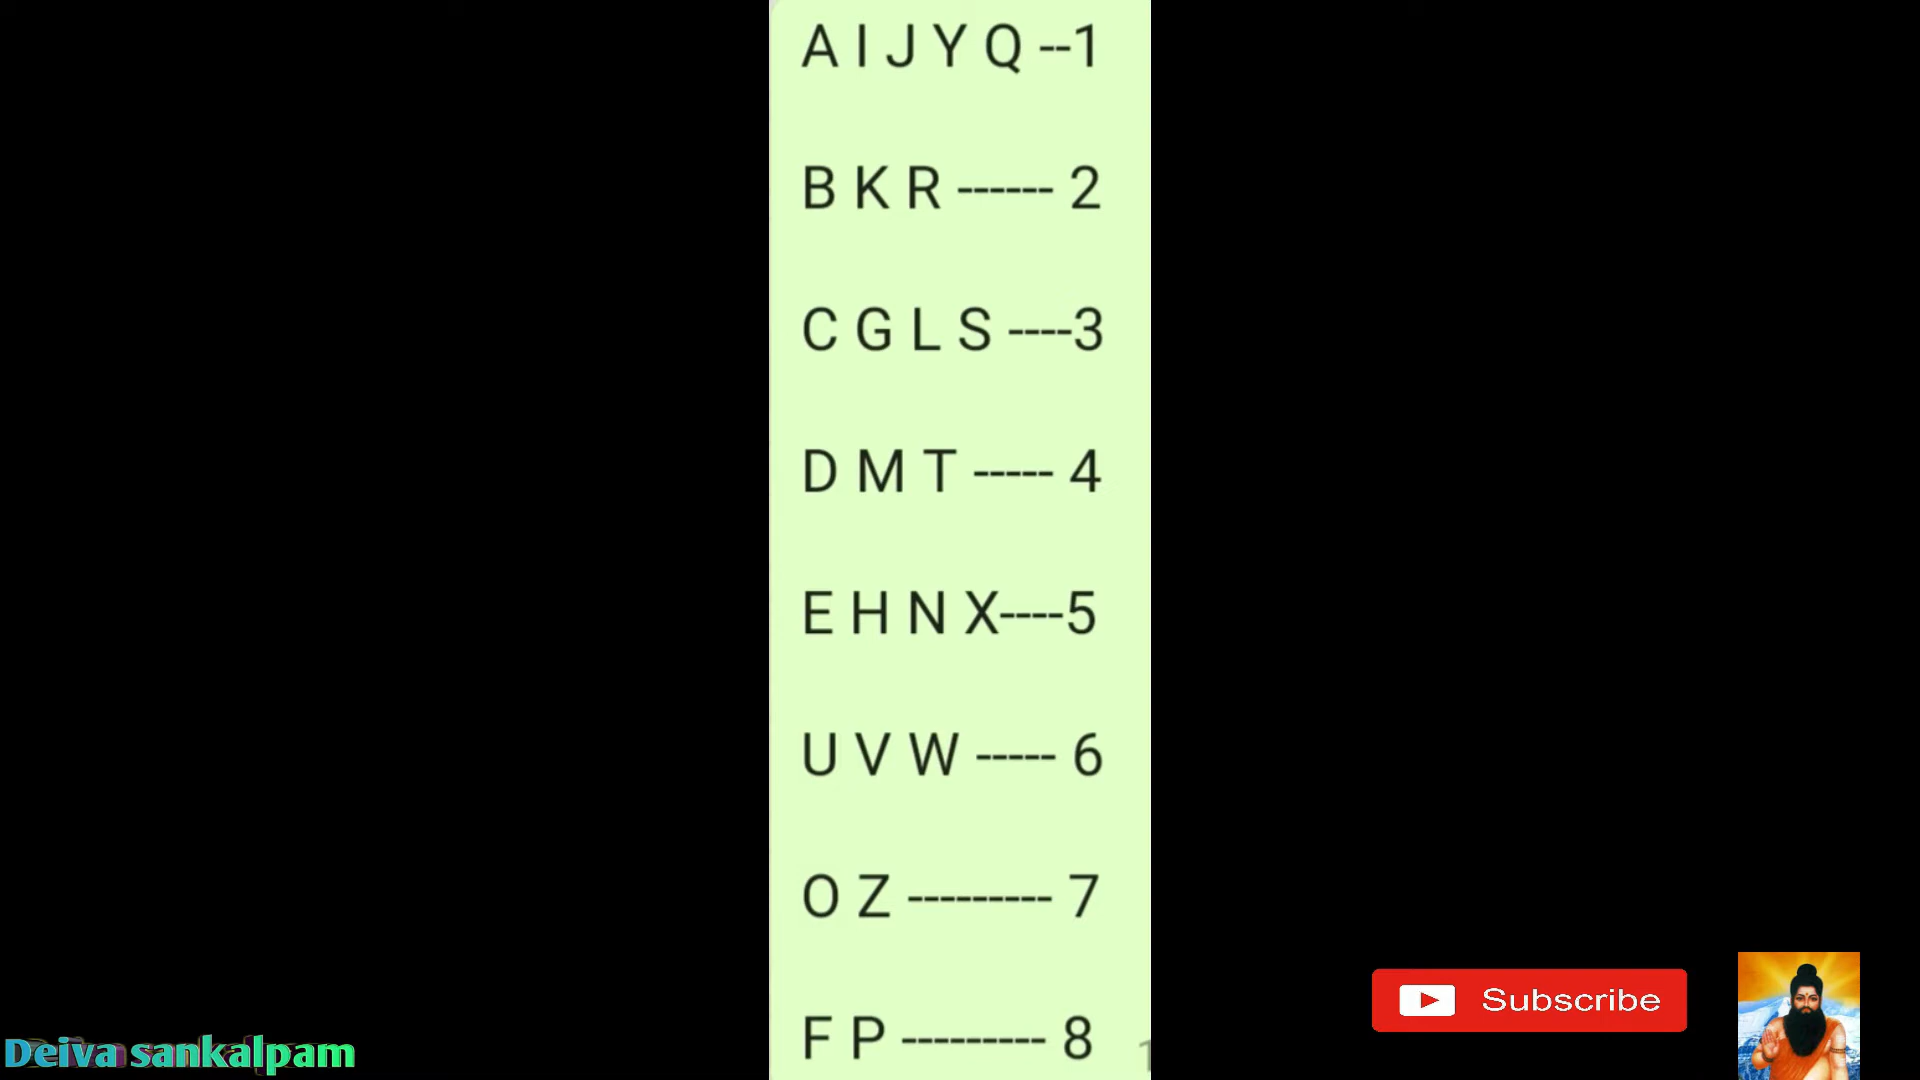 A I J Y Q --1
B K R ------ 2
C G L S ----3
D M T ----- 4
E H N X----5
U V W ----- 6
O Z --------- 7
F P --------- 8
Subscribe
Deiva sankalpam